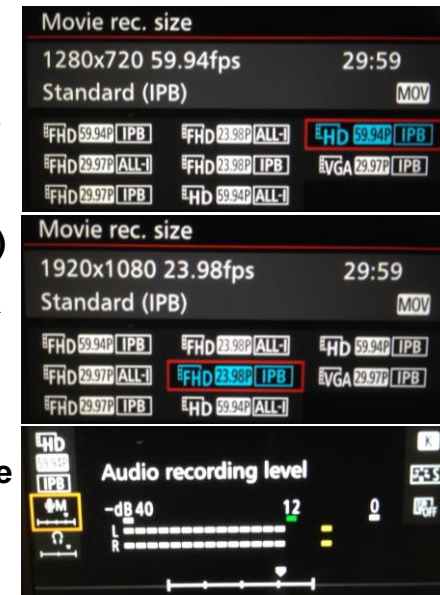 Movie rec. size
1280x720 59.94fps 29:59
Standard (IPB) MOV
FHD 59.94P IPB FHD 23.98P ALL-I HD 59.94P IPB
FHD 29.97P ALL-I FHD 23.98P IPB VGA 29.97P IPB
FHD 29.97P IPB HD 59.94P ALL-I
)
Movie rec. size
1920x1080 23.98fps 29:59
Standard (IPB) MOV
FHD 59.94P IPB FHD 23.98P ALL-I HD 59.94P IPB
FHD 29.97P ALL-I FHD 23.98P IPB VGA 29.97P IPB
FHD 29.97P IPB HD 59.94P ALL-I
e
HD K
59.94P Audio recording level
IPB
M -dB 40 12 0 OFF
L
R